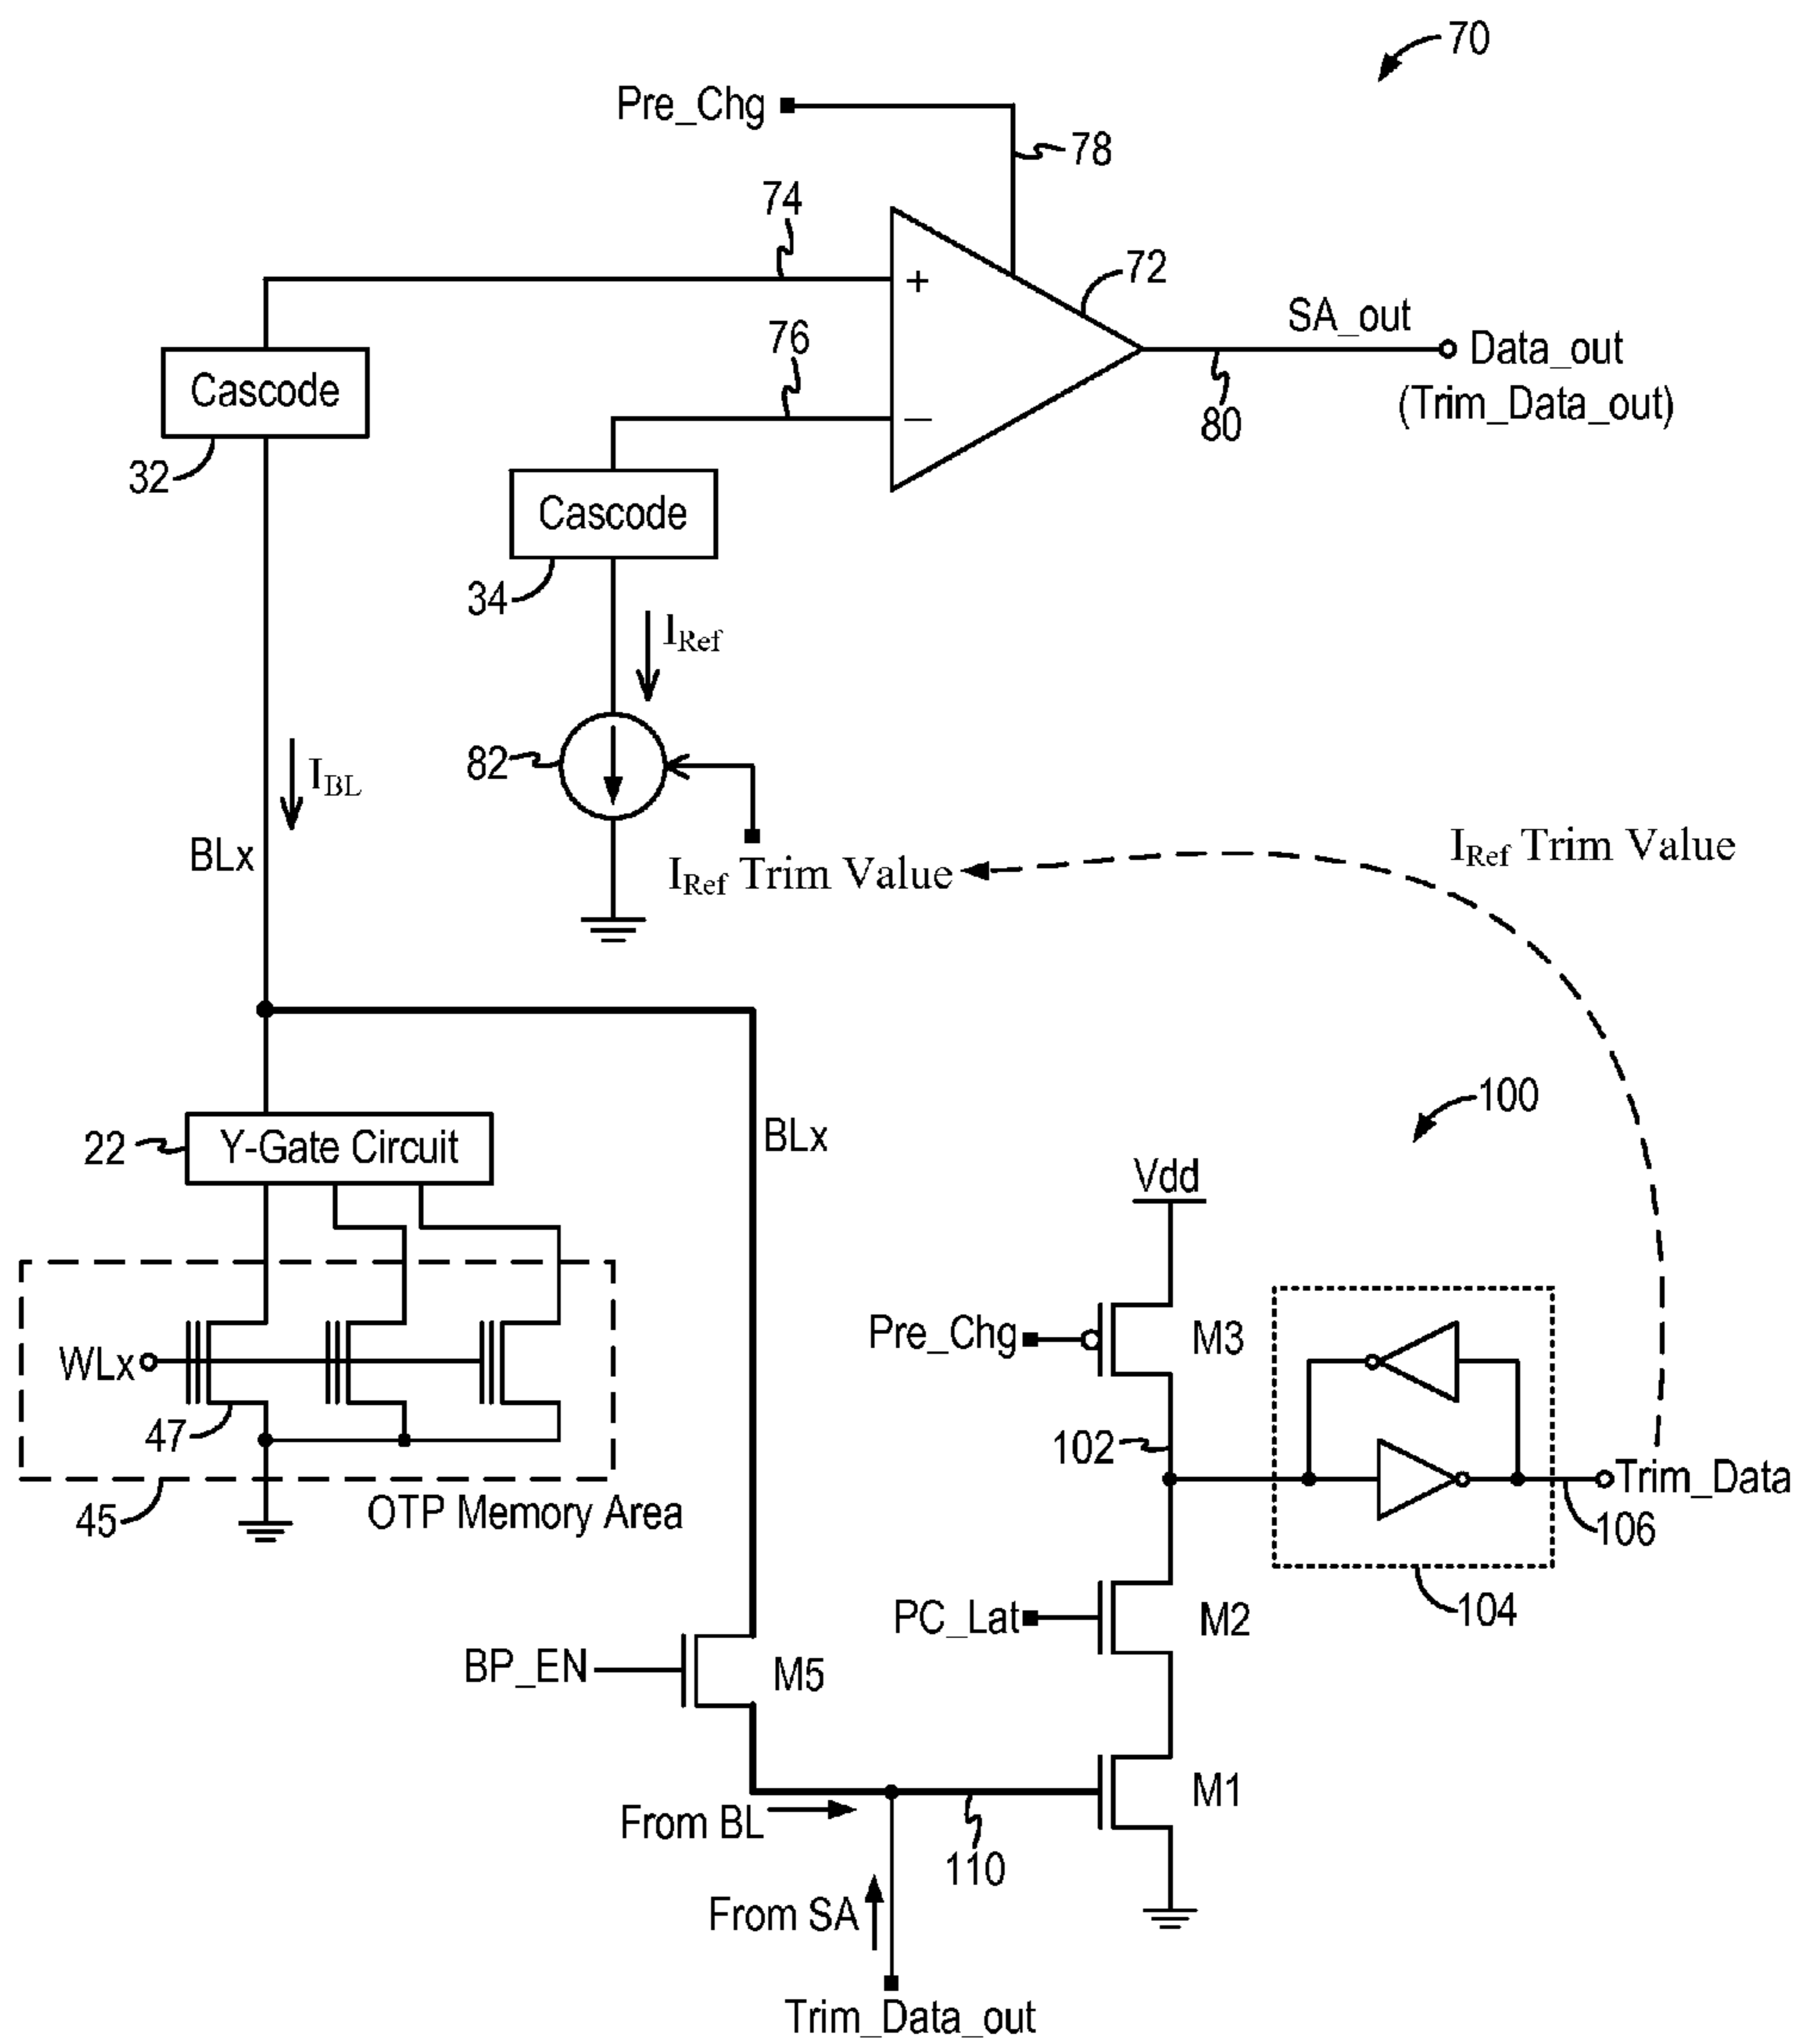 70
Pre_Chg
78
74
+
72
SA_out
76
Data_out
(Trim_Data_out)
80
Cascode
32
−
Cascode
34
IRef
82
IBL
BLx
IRef Trim Value
IRef Trim Value
100
22
Y-Gate Circuit
BLx
Vdd
Pre_Chg
M3
WLx
47
102
Trim_Data
106
45
OTP Memory Area
104
PC_Lat
M2
BP_EN
M5
M1
From BL
110
From SA
Trim_Data_out